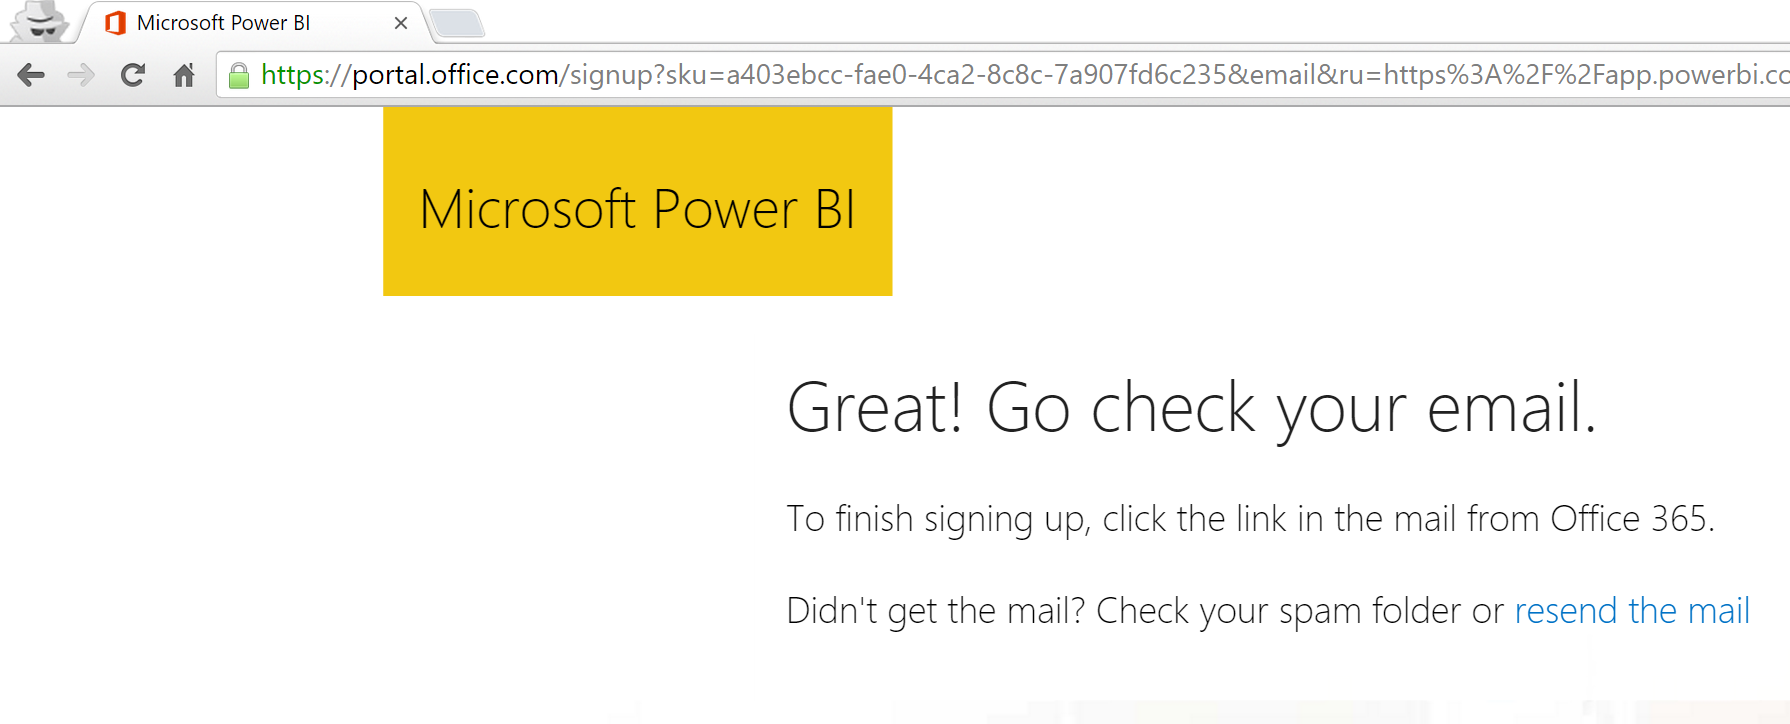 Microsoft Power BI
https://portal.office.com/signup?sku=a403ebcc-fae0-4ca2-8c8c-7a907fd6c235&email&ru=https%3A%2F%2Fapp.powerbi.co
Microsoft Power BI
Great! Go check your email.
To finish signing up, click the link in the mail from Office 365.
Didn't get the mail? Check your spam folder or resend the mail